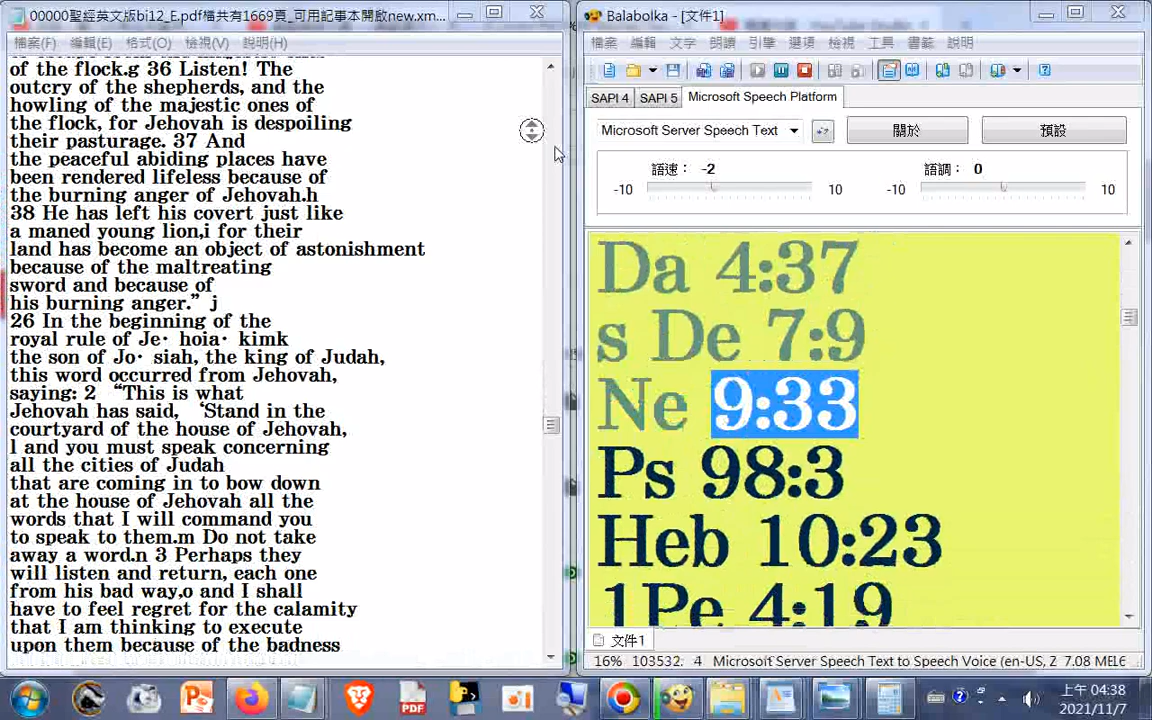 00000聖經英文版bi12_E.pdf檔共有1669頁_可用記事本開啟new.xm...
檔案(F) 編輯(E) 格式(O) 檢視(V) 說明(H)
of the flock.g 36 Listen! The
outcry of the shepherds, and the
howling of the majestic ones of
the flock, for Jehovah is despoiling
their pasturage. 37 And
the peaceful abiding places have
been rendered lifeless because of
the burning anger of Jehovah.h
38 He has left his covert just like
a maned young lion,i for their
land has become an object of astonishment
because of the maltreating
sword and because of
his burning anger.” j
26 In the beginning of the
royal rule of Je· hoia· kimk
the son of Jo· siah, the king of Judah,
this word occurred from Jehovah,
saying: 2 “This is what
Jehovah has said, ‘Stand in the
courtyard of the house of Jehovah,
l and you must speak concerning
all the cities of Judah
that are coming in to bow down
at the house of Jehovah all the
words that I will command you
to speak to them.m Do not take
away a word.n 3 Perhaps they
will listen and return, each one
from his bad way,o and I shall
have to feel regret for the calamity
that I am thinking to execute
upon them because of the badness
Balabolka - [文件1]
檔案 編輯 文字 朗讀 引擎 選項 檢視 工具 書籤 說明
SAPI 4 SAPI 5 Microsoft Speech Platform
Microsoft Server Speech Text 關於 預設
語速: -2 語調: 0
-10 10 -10 10
Da 4:37
s De 7:9
Ne 9:33
Ps 98:3
Heb 10:23
1Pe 4:19
文件1
16% 103532: 4 Microsoft Server Speech Text to Speech Voice (en-US, Z 7.08 МБ
上午 04:38
2021/11/7